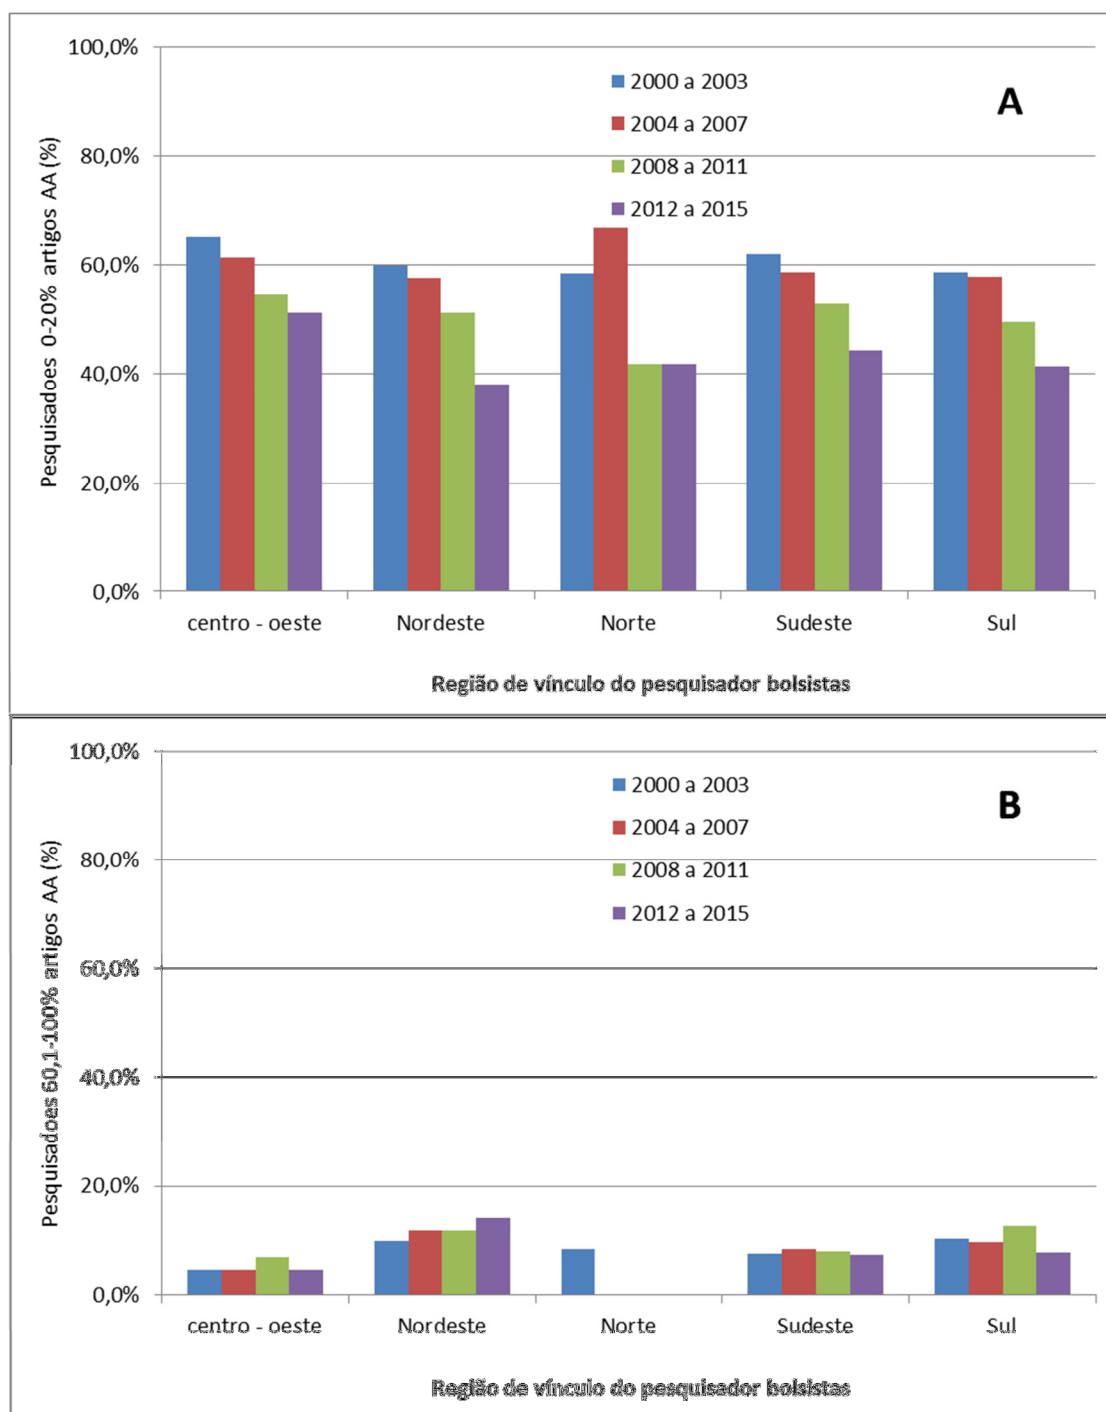 100,0%
80,0%
60,0%
40,0%
20,0%
0,0%
Pesquisadoes 0-20% artigos AA (%)
2000 a 2003
2004 a 2007
2008 a 2011
2012 a 2015
A
centro - oeste Nordeste Norte Sudeste Sul
Região de vínculo do pesquisador bolsistas
100,0%
80,0%
60,0%
40,0%
20,0%
0,0%
Pesquisadoes 60,1-100% artigos AA (%)
2000 a 2003
2004 a 2007
2008 a 2011
2012 a 2015
B
centro - oeste Nordeste Norte Sudeste Sul
Região de vínculo do pesquisador bolsistas